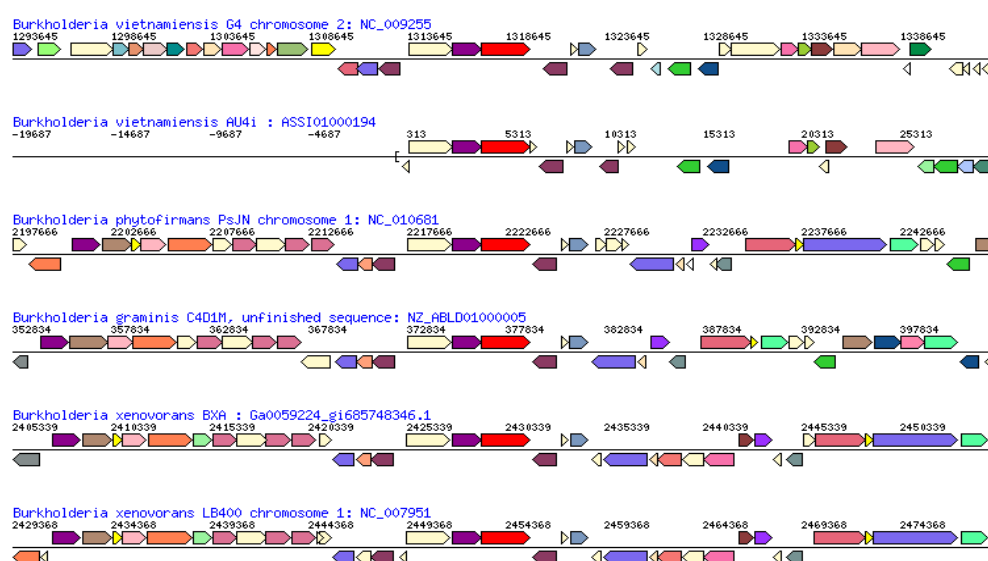 Burkholderia vietnamiensis G4 chromosome 2: NC_009255
1293645 1298645 1303645 1308645 1313645 1318645 1323645 1328645 1333645 1338645
Burkholderia vietnamiensis AU4i : ASSI01000194
-19687 -14687 -9687 -4687 313 5313 10313 15313 20313 25313
Burkholderia phytofirmans PsJN chromosome 1: NC_010681
2197666 2202666 2207666 2212666 2217666 2222666 2227666 2232666 2237666 2242666
Burkholderia graminis C4D1M, unfinished sequence: NZ_ABLD01000005
352834 357834 362834 367834 372834 377834 382834 387834 392834 397834
Burkholderia xenovorans BXA : Ga0059224_gi685748346.1
2405339 2410339 2415339 2420339 2425339 2430339 2435339 2440339 2445339 2450339
Burkholderia xenovorans LB400 chromosome 1: NC_007951
2429368 2434368 2439368 2444368 2449368 2454368 2459368 2464368 2469368 2474368